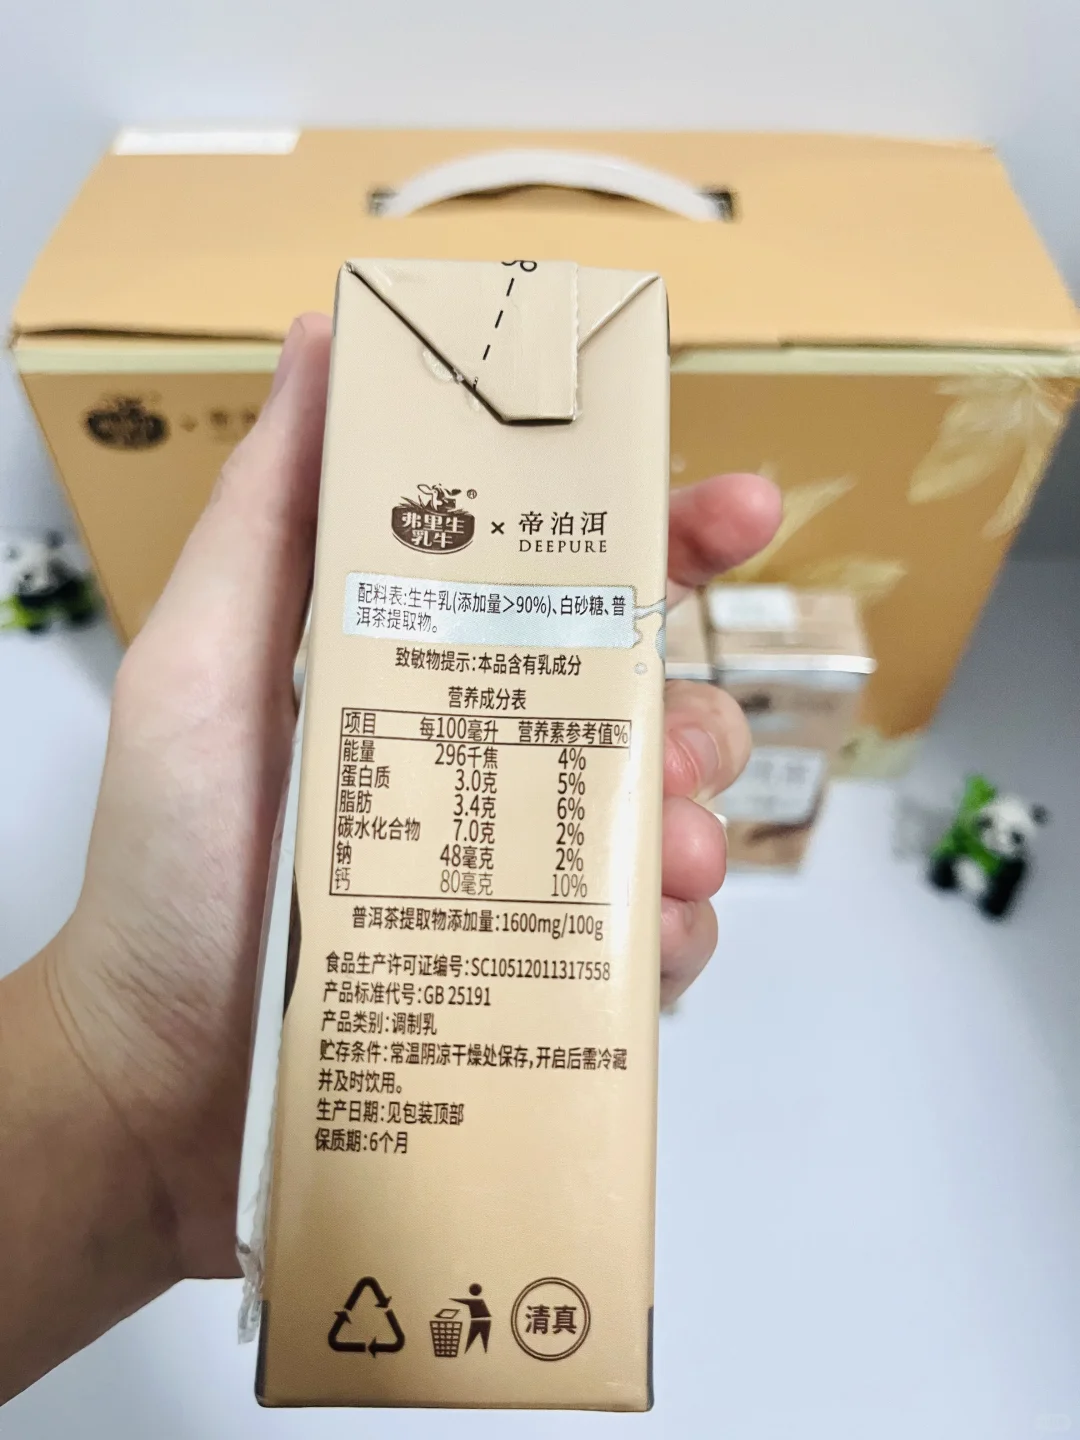 弗里生
乳牛
®
×
帝泊洱
DEEPURE
配料表:生牛乳(添加量>90%)、白砂糖、普
洱茶提取物。
致敏物提示:本品含有乳成分
营养成分表
项目 每100毫升 营养素参考值%
能量 296千焦 4%
蛋白质 3.0克 5%
脂肪 3.4克 6%
碳水化合物 7.0克 2%
钠 48毫克 2%
钙 80毫克 10%
普洱茶提取物添加量:1600mg/100g
食品生产许可证编号:SC10512011317558
产品标准代号:GB 25191
产品类别:调制乳
贮存条件:常温阴凉干燥处保存,开启后需冷藏
并及时饮用。
生产日期:见包装顶部
保质期:6个月
清真